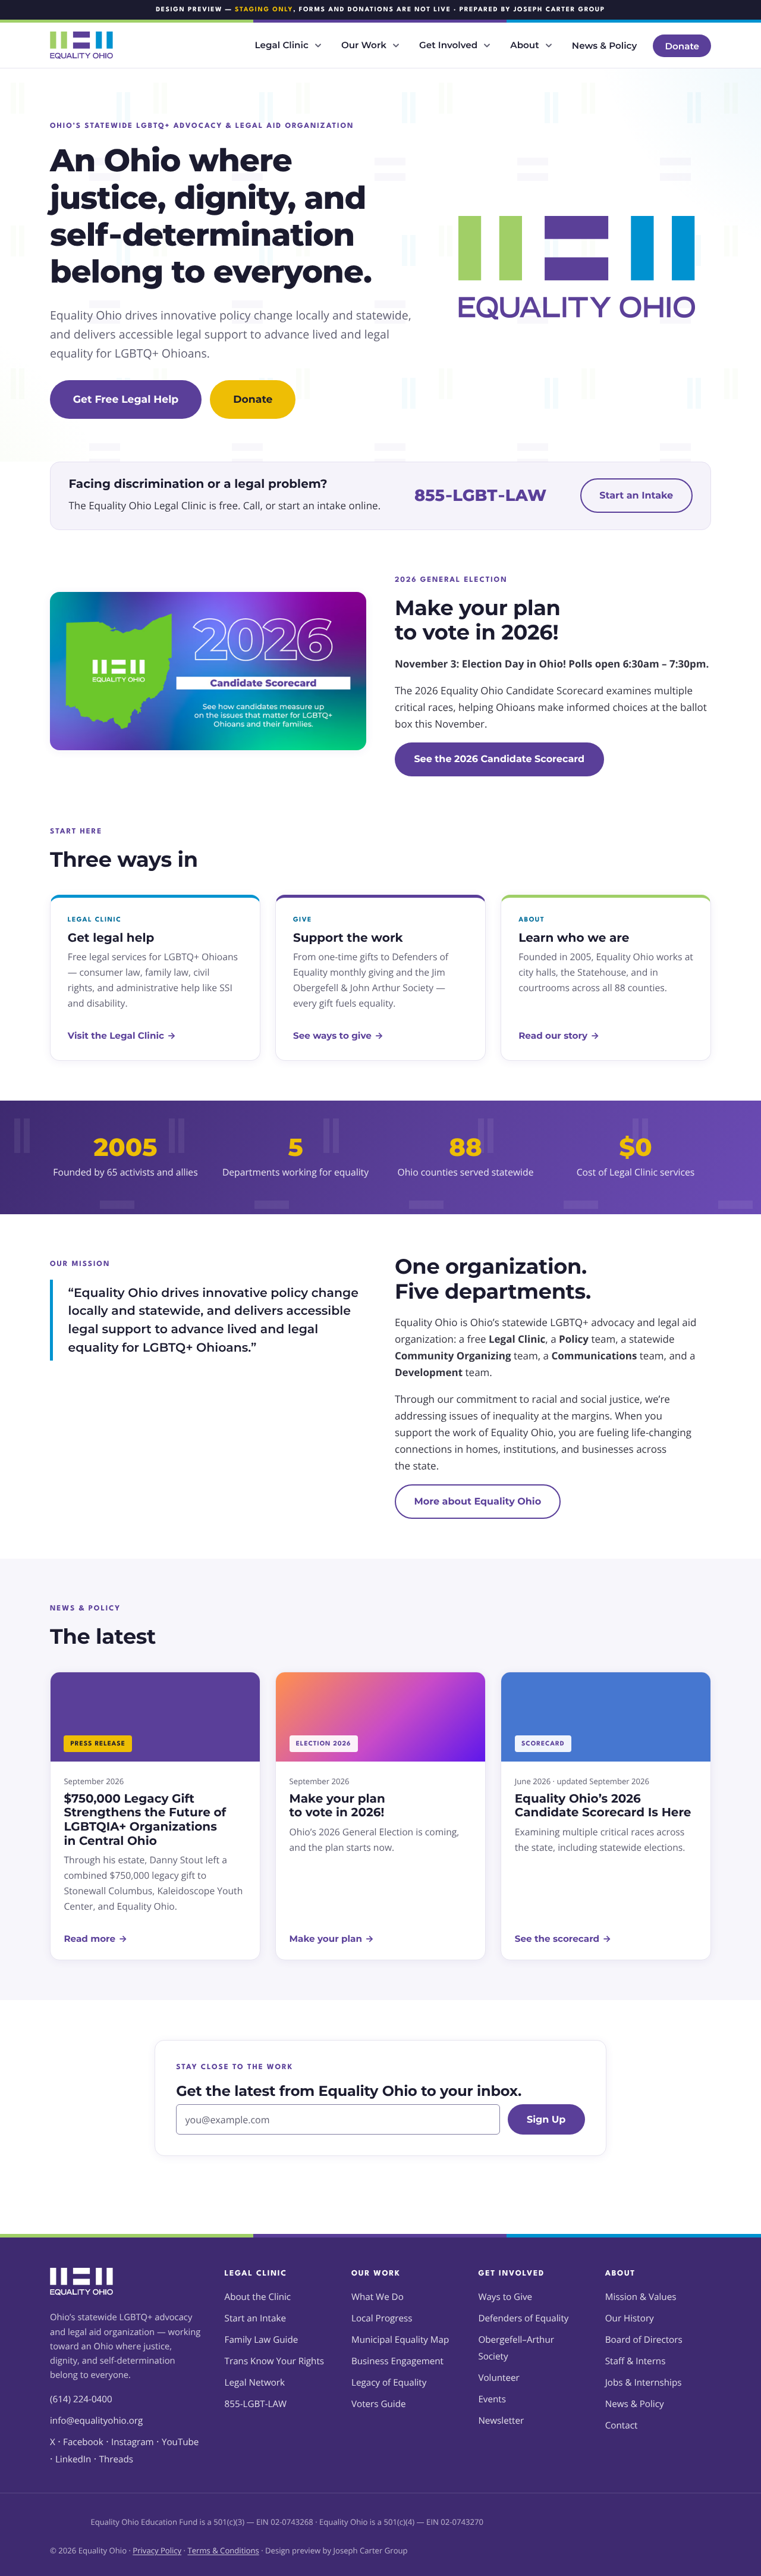 DESIGN PREVIEW — STAGING ONLY, FORMS AND DONATIONS ARE NOT LIVE · PREPARED BY JOSEPH CARTER GROUP
EQUALITY OHIO
Legal Clinic
Our Work
Get Involved
About
News & Policy
Donate
OHIO’S STATEWIDE LGBTQ+ ADVOCACY & LEGAL AID ORGANIZATION
An Ohio where
justice, dignity, and
self-determination
belong to everyone.
Equality Ohio drives innovative policy change locally and statewide,
and delivers accessible legal support to advance lived and legal
equality for LGBTQ+ Ohioans.
Get Free Legal Help
Donate
EQUALITY OHIO
Facing discrimination or a legal problem?
The Equality Ohio Legal Clinic is free. Call, or start an intake online.
855-LGBT-LAW
Start an Intake
EQUALITY OHIO
2026
Candidate Scorecard
See how candidates measure up
on the issues that matter for LGBTQ+
Ohioans and their families.
2026 GENERAL ELECTION
Make your plan
to vote in 2026!
November 3: Election Day in Ohio! Polls open 6:30am – 7:30pm.
The 2026 Equality Ohio Candidate Scorecard examines multiple
critical races, helping Ohioans make informed choices at the ballot
box this November.
See the 2026 Candidate Scorecard
START HERE
Three ways in
LEGAL CLINIC
Get legal help
Free legal services for LGBTQ+ Ohioans
— consumer law, family law, civil
rights, and administrative help like SSI
and disability.
Visit the Legal Clinic →
GIVE
Support the work
From one-time gifts to Defenders of
Equality monthly giving and the Jim
Obergefell & John Arthur Society —
every gift fuels equality.
See ways to give →
ABOUT
Learn who we are
Founded in 2005, Equality Ohio works at
city halls, the Statehouse, and in
courtrooms across all 88 counties.
Read our story →
2005
Founded by 65 activists and allies
5
Departments working for equality
88
Ohio counties served statewide
$0
Cost of Legal Clinic services
OUR MISSION
“Equality Ohio drives innovative policy change
locally and statewide, and delivers accessible
legal support to advance lived and legal
equality for LGBTQ+ Ohioans.”
One organization.
Five departments.
Equality Ohio is Ohio’s statewide LGBTQ+ advocacy and legal aid
organization: a free Legal Clinic, a Policy team, a statewide
Community Organizing team, a Communications team, and a
Development team.
Through our commitment to racial and social justice, we’re
addressing issues of inequality at the margins. When you
support the work of Equality Ohio, you are fueling life-changing
connections in homes, institutions, and businesses across
the state.
More about Equality Ohio
NEWS & POLICY
The latest
PRESS RELEASE
September 2026
$750,000 Legacy Gift
Strengthens the Future of
LGBTQIA+ Organizations
in Central Ohio
Through his estate, Danny Stout left a
combined $750,000 legacy gift to
Stonewall Columbus, Kaleidoscope Youth
Center, and Equality Ohio.
Read more →
ELECTION 2026
September 2026
Make your plan
to vote in 2026!
Ohio’s 2026 General Election is coming,
and the plan starts now.
Make your plan →
SCORECARD
June 2026 · updated September 2026
Equality Ohio’s 2026
Candidate Scorecard Is Here
Examining multiple critical races across
the state, including statewide elections.
See the scorecard →
STAY CLOSE TO THE WORK
Get the latest from Equality Ohio to your inbox.
you@example.com
Sign Up
EQUALITY OHIO
Ohio’s statewide LGBTQ+ advocacy
and legal aid organization — working
toward an Ohio where justice,
dignity, and self-determination
belong to everyone.
(614) 224-0400
info@equalityohio.org
X · Facebook · Instagram · YouTube
· LinkedIn · Threads
LEGAL CLINIC
About the Clinic
Start an Intake
Family Law Guide
Trans Know Your Rights
Legal Network
855-LGBT-LAW
OUR WORK
What We Do
Local Progress
Municipal Equality Map
Business Engagement
Legacy of Equality
Voters Guide
GET INVOLVED
Ways to Give
Defenders of Equality
Obergefell–Arthur
Society
Volunteer
Events
Newsletter
ABOUT
Mission & Values
Our History
Board of Directors
Staff & Interns
Jobs & Internships
News & Policy
Contact
Equality Ohio Education Fund is a 501(c)(3) — EIN 02-0743268 · Equality Ohio is a 501(c)(4) — EIN 02-0743270
© 2026 Equality Ohio · Privacy Policy · Terms & Conditions · Design preview by Joseph Carter Group